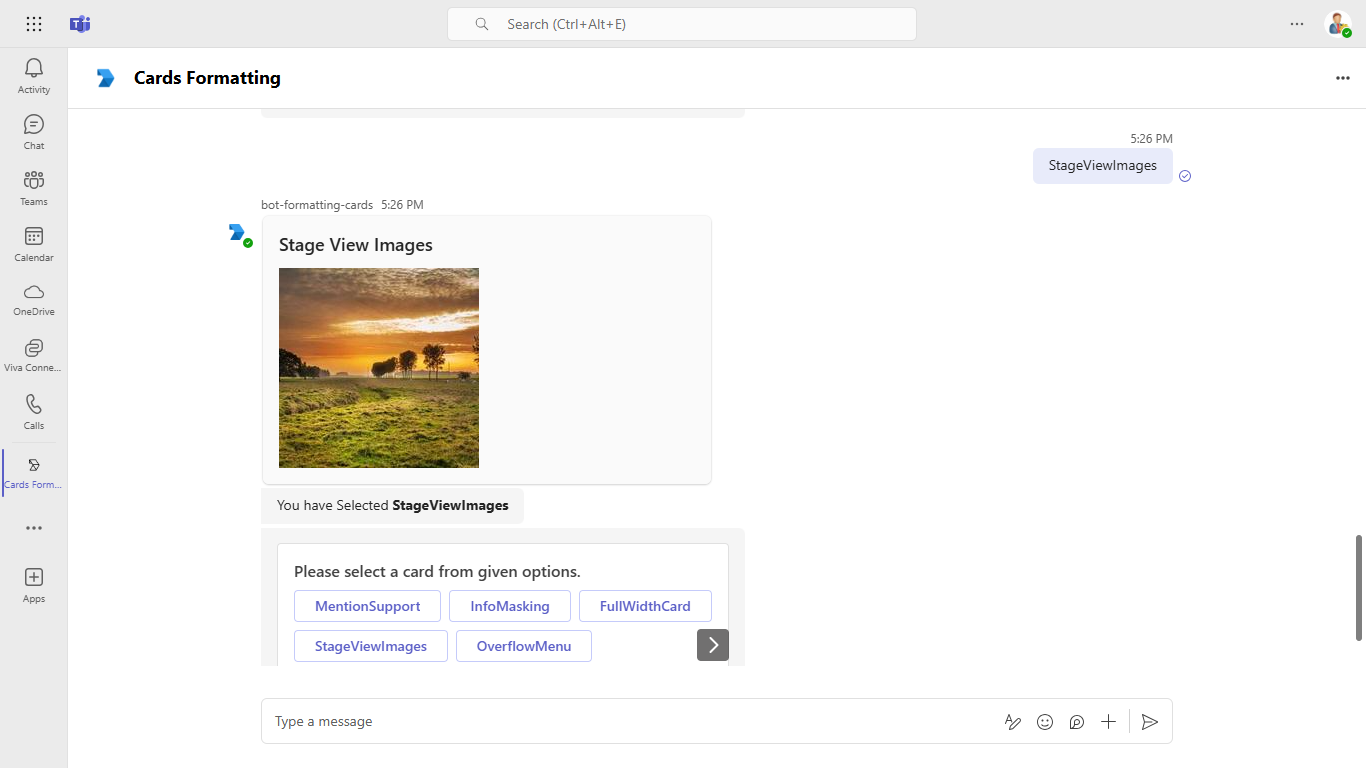 Search (Ctrl+Alt+E)
Activity
Chat
Teams
Calendar
OneDrive
Viva Conne...
Calls
Cards Form...
Apps
Cards Formatting
5:26 PM
StageViewImages
bot-formatting-cards 5:26 PM
Stage View Images
You have Selected StageViewImages
Please select a card from given options.
MentionSupport InfoMasking FullWidthCard
StageViewImages OverflowMenu
Type a message